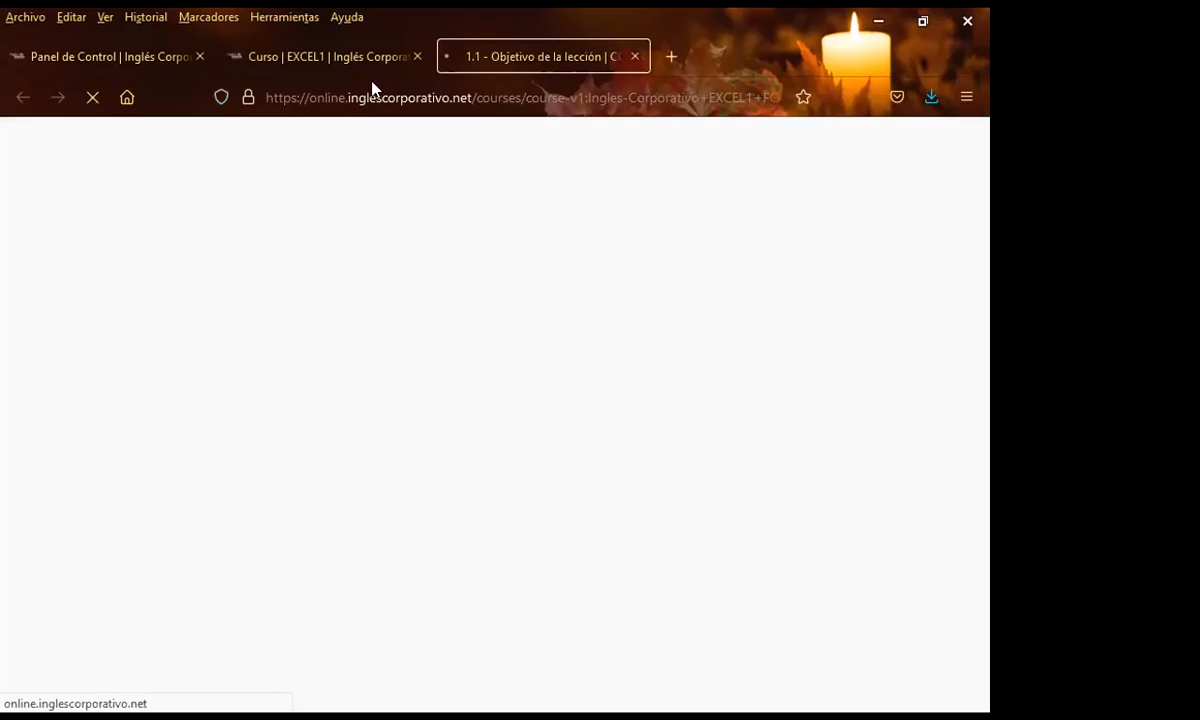 Archivo Editar Ver Historial Marcadores Herramientas Ayuda
Panel de Control | Inglés Corpo
Curso | EXCEL1 | Inglés Corpora
1.1 - Objetivo de la lección | C
https://online.inglescorporativo.net/courses/course-v1:Ingles-Corporativo+EXCEL1+FC
online.inglescorporativo.net